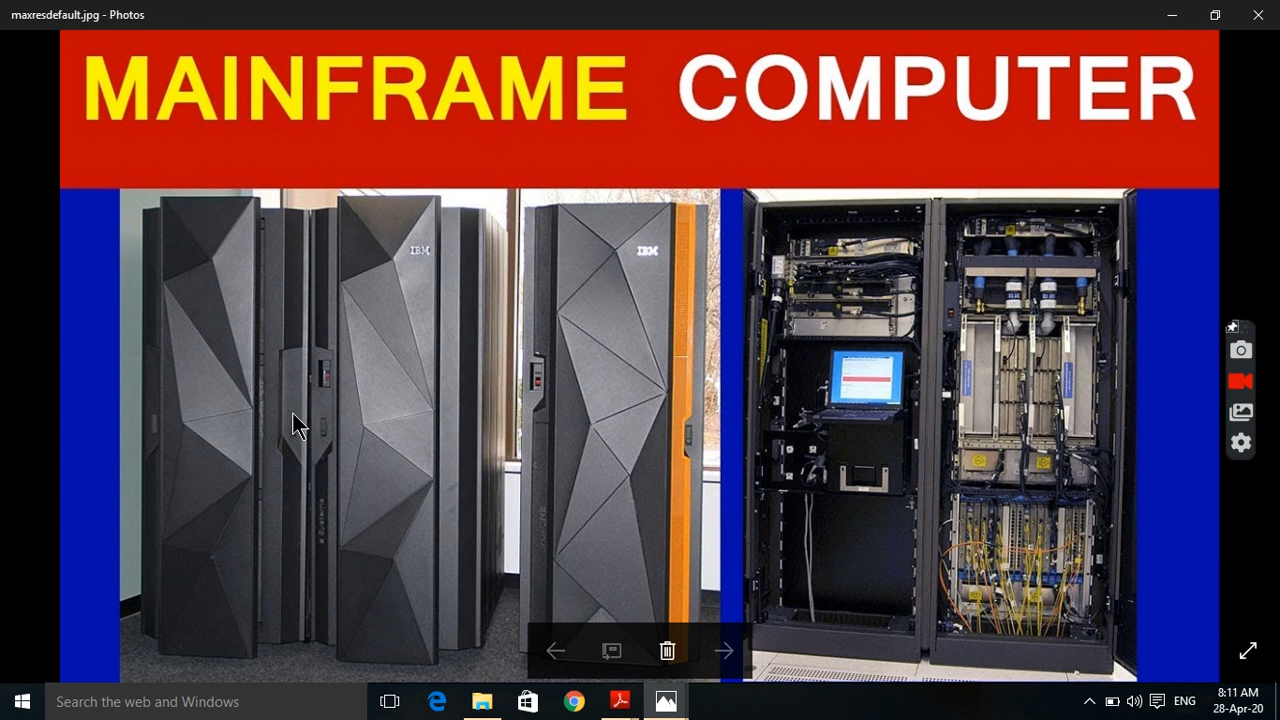 maxresdefault.jpg - Photos
MAINFRAME COMPUTER
IBM
IBM
Search the web and Windows
ENG
8:11 AM
28-Apr-20